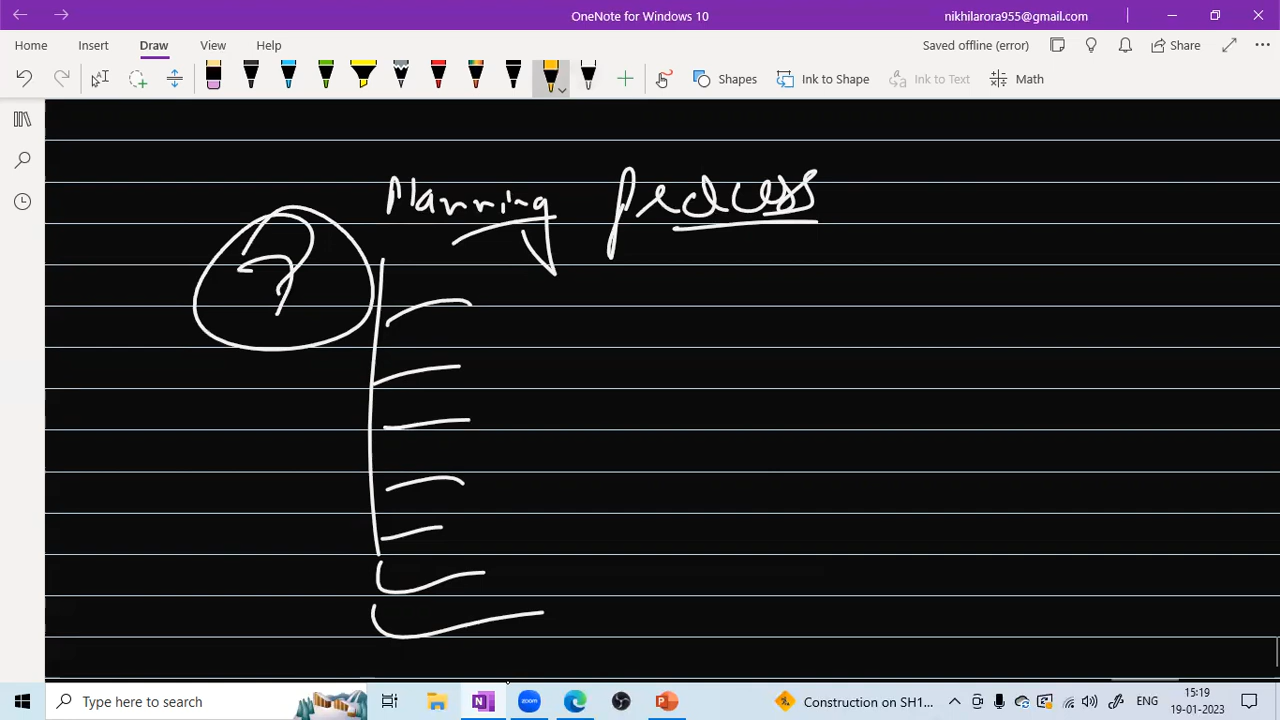 OneNote for Windows 10
nikhilarora955@gmail.com
Home Insert Draw View Help
Saved offline (error)
Share
Shapes
Ink to Shape
Ink to Text
Math
Planning Process
?
Type here to search
zoom
Construction on SH1...
ENG
15:19
19-01-2023